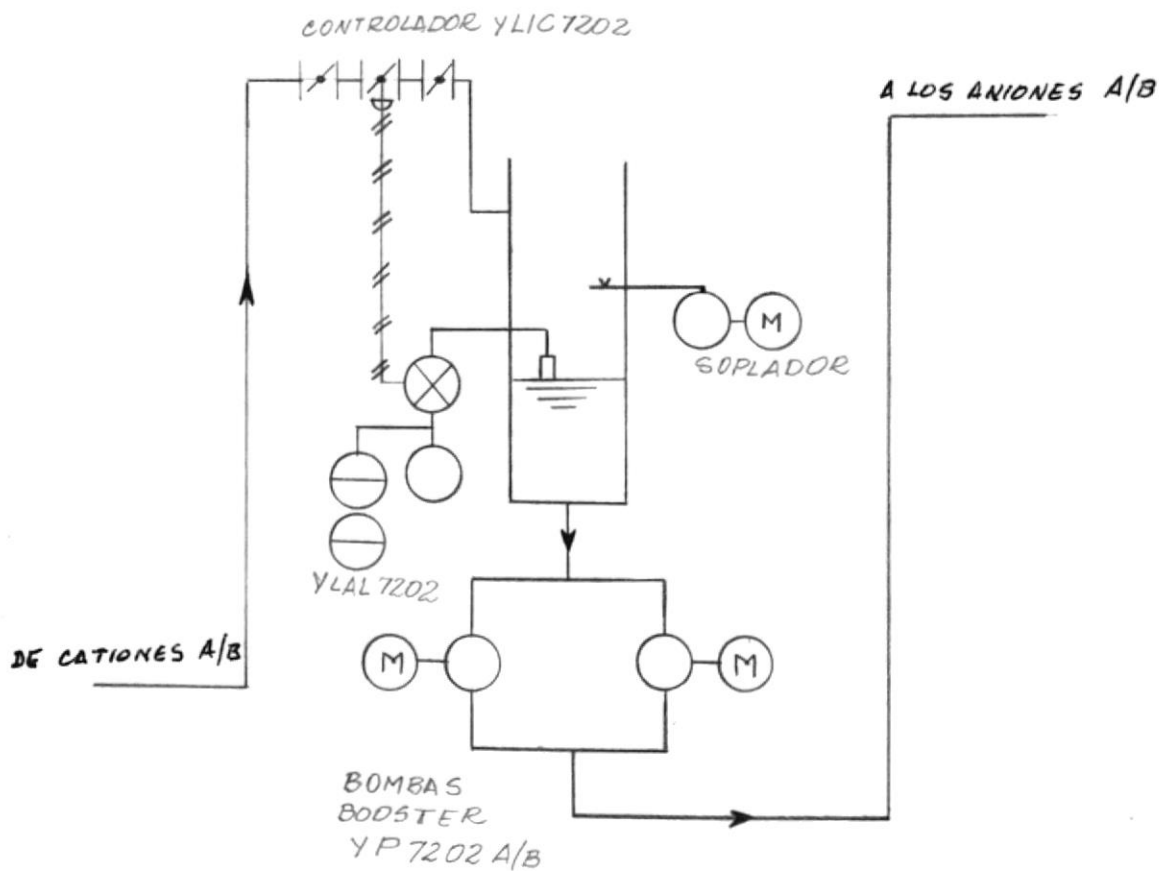 CONTROLADOR YLIC 7202
A LOS ANIONES A/B
M
SOPLADOR
YLAL 7202
DE CATIONES A/B
M
M
BOMBAS
BOOSTER
YP 7202 A/B